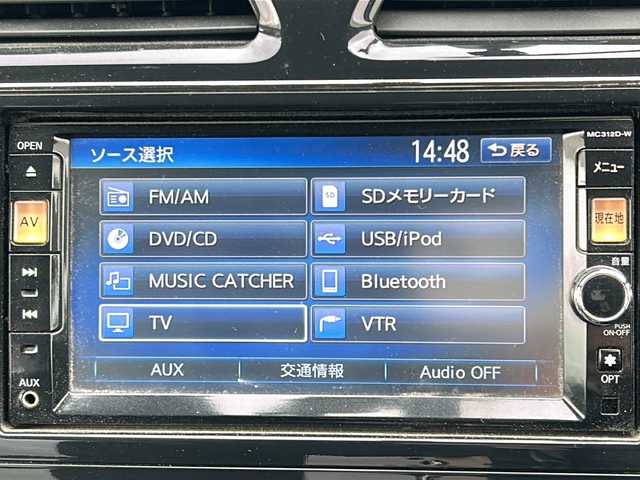 MC312D-W
OPEN
ソース選択 14:48 戻る
メニュー
FM/AM SDメモリーカード
AV
現在地
DVD/CD USB/iPod
音量
MUSIC CATCHER Bluetooth
TV VTR
PUSH
ON·OFF
AUX 交通情報 Audio OFF
AUX
OPT
SD